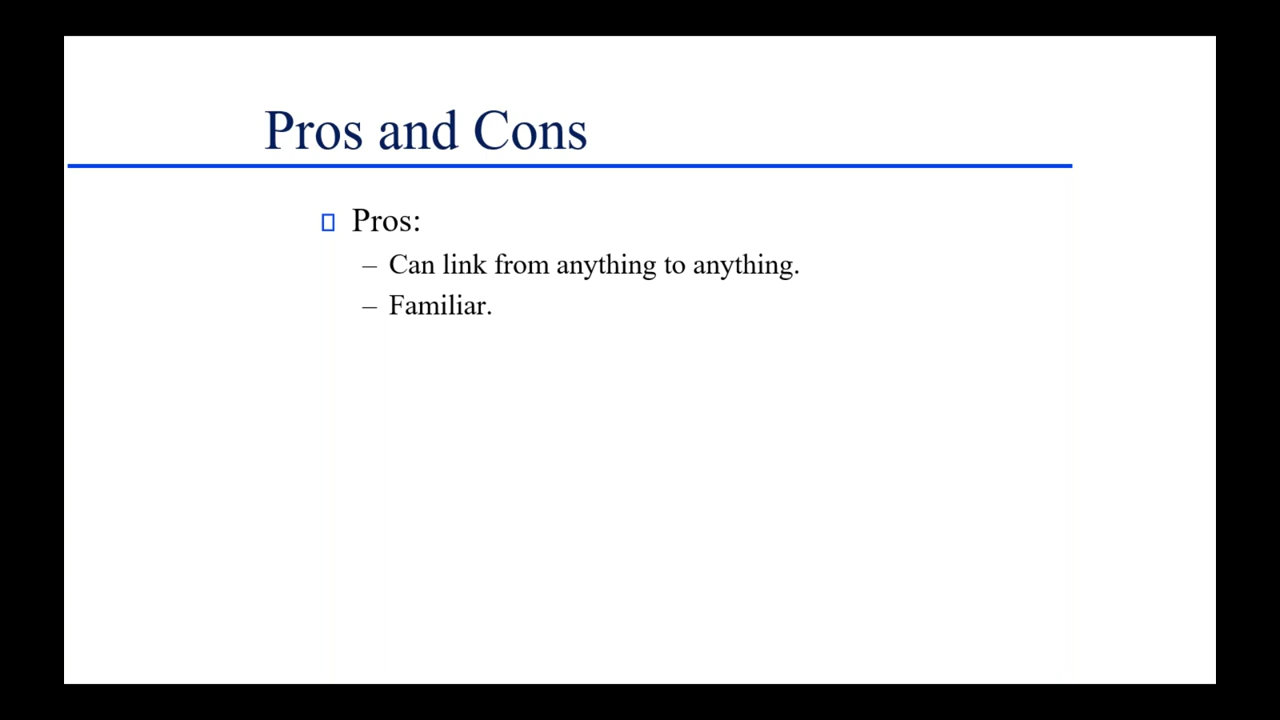 Pros and Cons
Pros:
– Can link from anything to anything.
– Familiar.